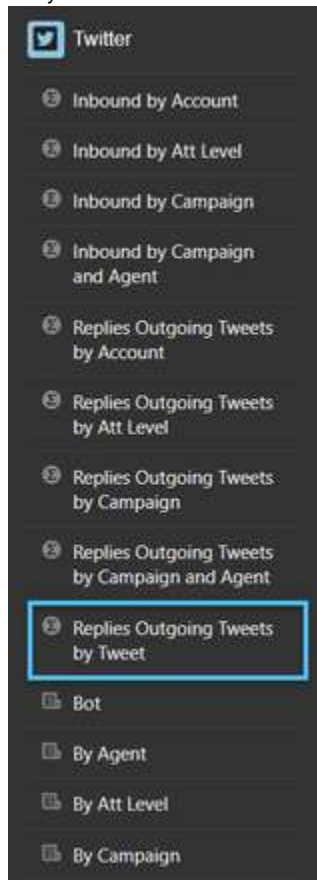 Twitter
Inbound by Account
Inbound by Att Level
Inbound by Campaign
Inbound by Campaign
and Agent
Replies Outgoing Tweets
by Account
Replies Outgoing Tweets
by Att Level
Replies Outgoing Tweets
by Campaign
Replies Outgoing Tweets
by Campaign and Agent
Replies Outgoing Tweets
by Tweet
Bot
By Agent
By Att Level
By Campaign